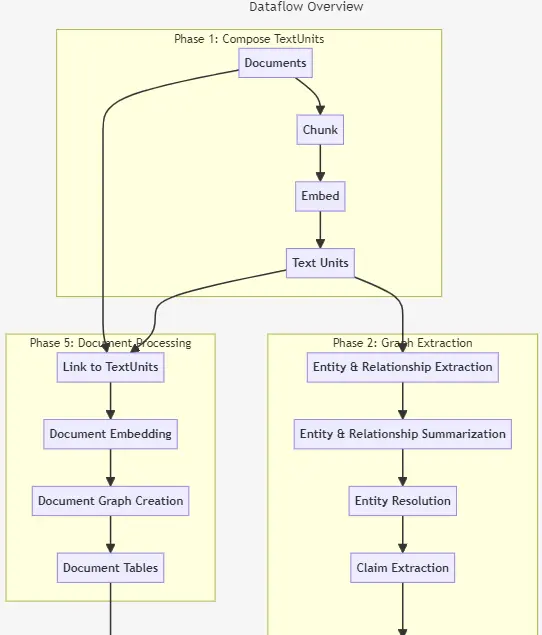 Dataflow Overview
Phase 1: Compose TextUnits
Documents
Chunk
Embed
Text Units
Phase 5: Document Processing
Link to TextUnits
Document Embedding
Document Graph Creation
Document Tables
Phase 2: Graph Extraction
Entity & Relationship Extraction
Entity & Relationship Summarization
Entity Resolution
Claim Extraction